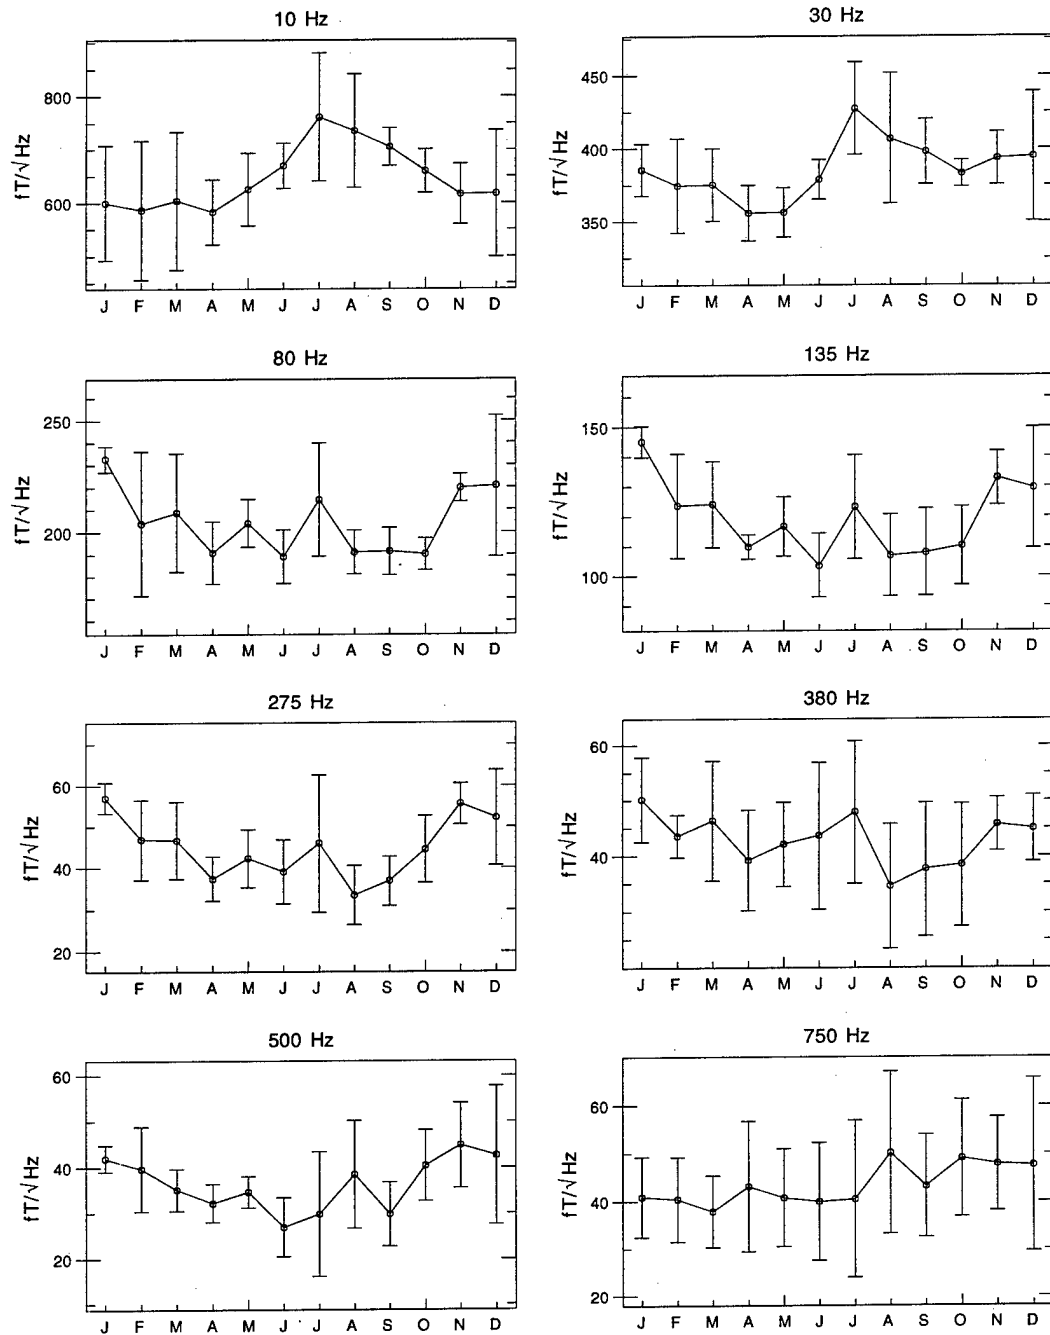 10 Hz
30 Hz
fT/√Hz
800
600
J F M A M J J A S O N D
fT/√Hz
450
400
350
J F M A M J J A S O N D
80 Hz
135 Hz
fT/√Hz
250
200
J F M A M J J A S O N D
fT/√Hz
150
100
J F M A M J J A S O N D
275 Hz
380 Hz
fT/√Hz
60
40
20
J F M A M J J A S O N D
fT/√Hz
60
40
J F M A M J J A S O N D
500 Hz
750 Hz
fT/√Hz
60
40
20
J F M A M J J A S O N D
fT/√Hz
60
40
20
J F M A M J J A S O N D